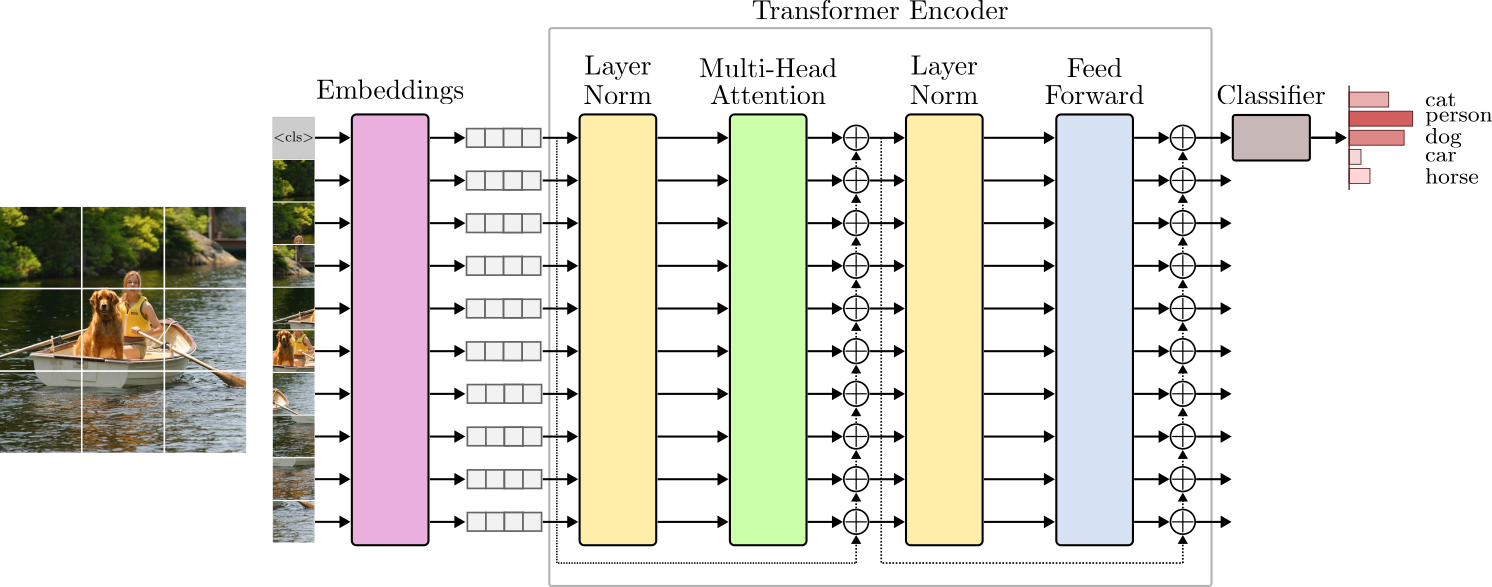 Transformer Encoder
Embeddings
Layer
Norm
Multi-Head
Attention
Layer
Norm
Feed
Forward
Classifier
<cls>
cat
person
dog
car
horse